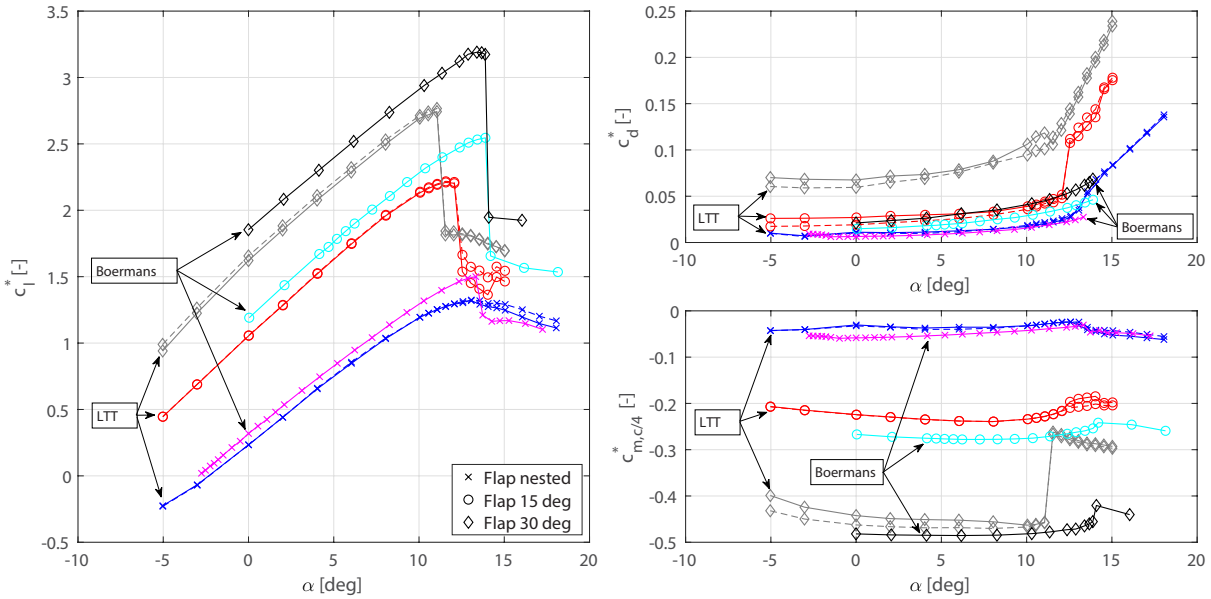 3.5
3
2.5
2
1.5
1
0.5
0
-0.5
c_l^* [-]
-10
-5
0
5
10
15
20
α [deg]
Boermans
LTT
Flap nested
Flap 15 deg
Flap 30 deg
0.25
0.2
0.15
0.1
0.05
0
c_d^* [-]
-10
-5
0
5
10
15
20
α [deg]
LTT
Boermans
0
-0.1
-0.2
-0.3
-0.4
-0.5
c_{m,c/4}^* [-]
-10
-5
0
5
10
15
20
α [deg]
LTT
Boermans